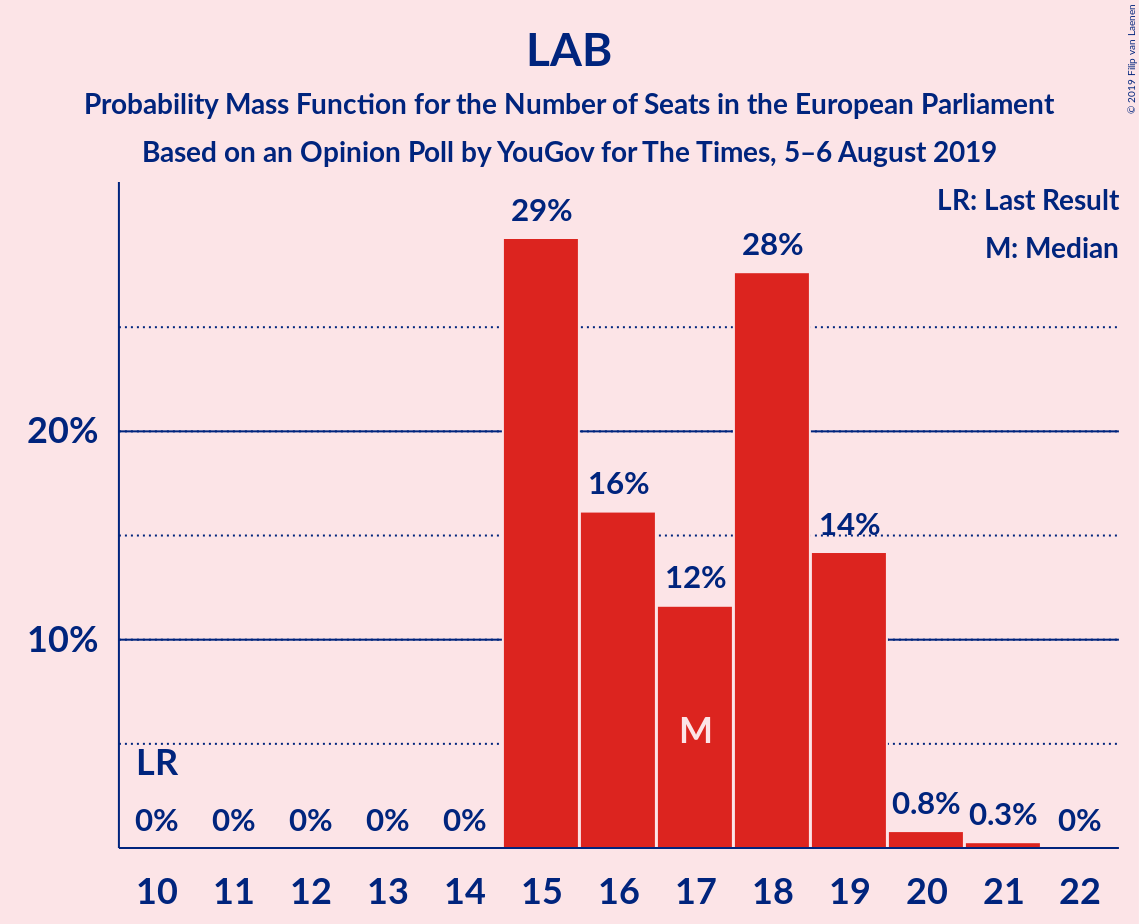 LAB
Probability Mass Function for the Number of Seats in the European Parliament
Based on an Opinion Poll by YouGov for The Times, 5–6 August 2019
© 2019 Filip van Laenen
LR: Last Result
M: Median
29%
28%
20%
16%
14%
12%
10%
M
LR
0% 0% 0% 0% 0% 0.8% 0.3% 0%
10 11 12 13 14 15 16 17 18 19 20 21 22